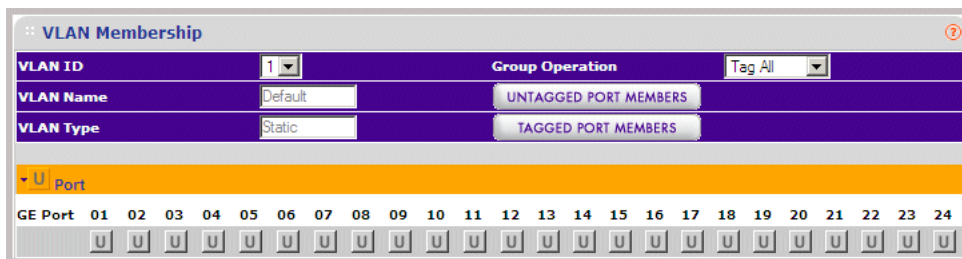 VLAN Membership ?
VLAN ID 1 Group Operation Tag All
VLAN Name Default UNTAGGED PORT MEMBERS
VLAN Type Static TAGGED PORT MEMBERS
U Port
GE Port 01 02 03 04 05 06 07 08 09 10 11 12 13 14 15 16 17 18 19 20 21 22 23 24
U U U U U U U U U U U U U U U U U U U U U U U U